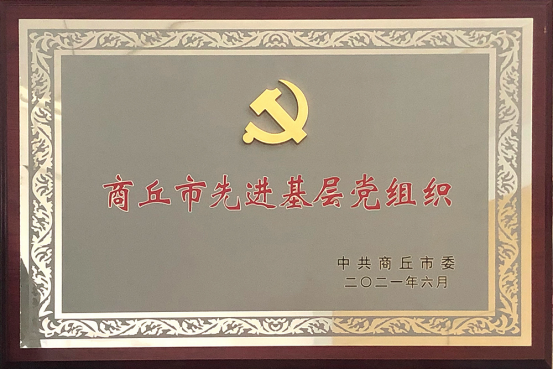 商丘市先进基层党组织
中共商丘市委
二〇二一年六月